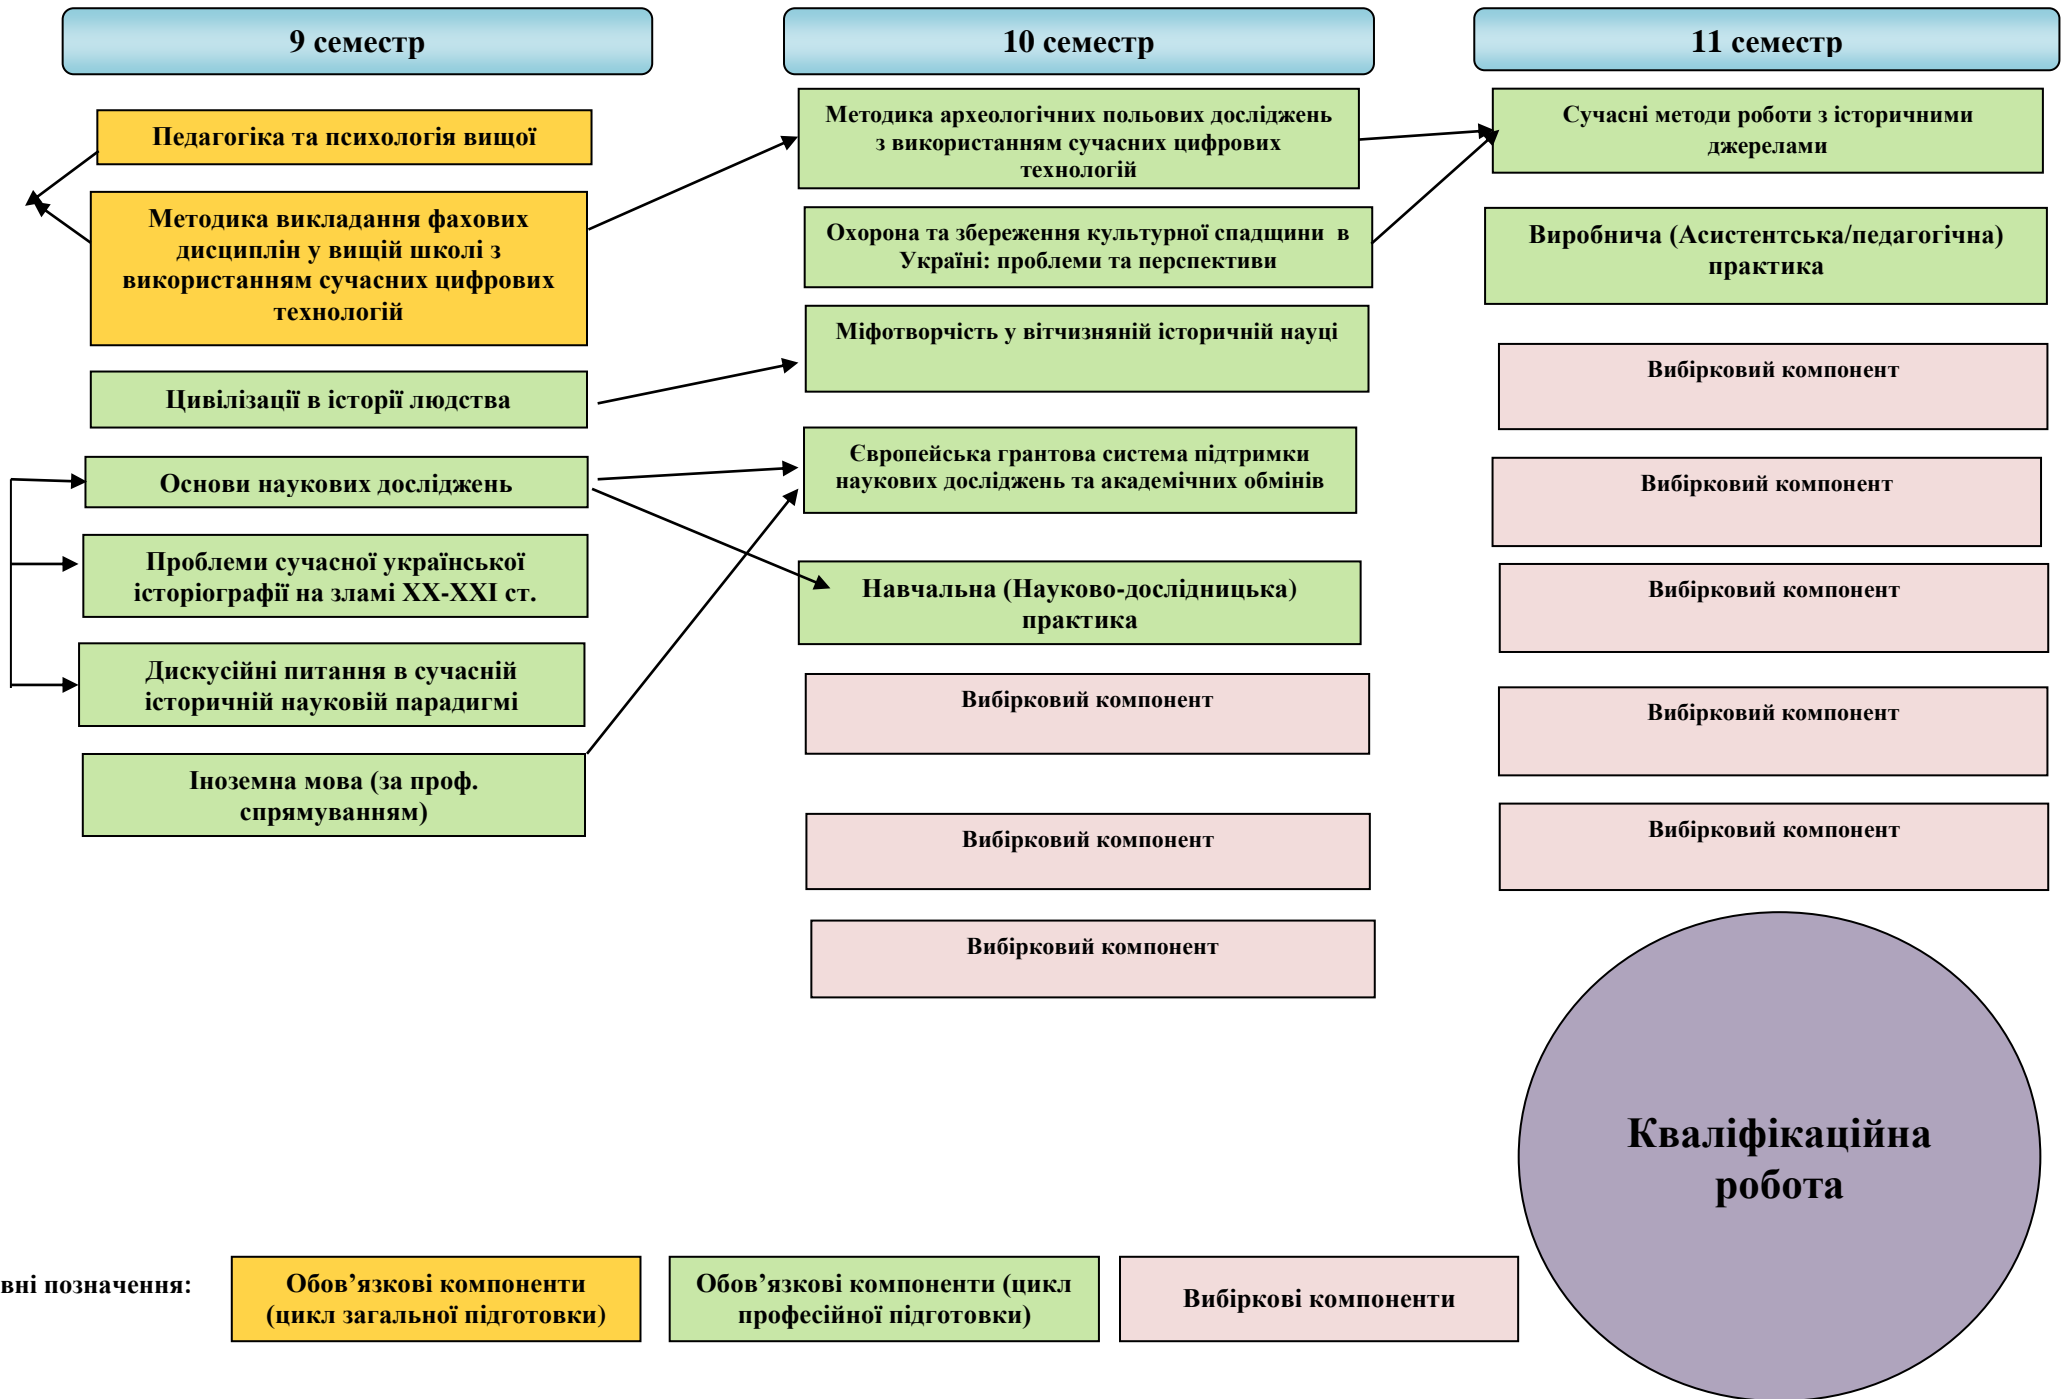 9 семестр
Педагогіка та психологія вищої
Методика викладання фахових
дисциплін у вищій школі з
використанням сучасних цифрових
технологій
Цивілізації в історії людства
Основи наукових досліджень
Проблеми сучасної української
історіографії на зламі ХХ-ХХІ ст.
Дискусійні питання в сучасній
історичній науковій парадигмі
Іноземна мова (за проф.
спрямуванням)
10 семестр
Методика археологічних польових досліджень
з використанням сучасних цифрових
технологій
Охорона та збереження культурної спадщини в
Україні: проблеми та перспективи
Міфотворчість у вітчизняній історичній науці
Європейська грантова система підтримки
наукових досліджень та академічних обмінів
Навчальна (Науково-дослідницька)
практика
Вибірковий компонент
Вибірковий компонент
Вибірковий компонент
11 семестр
Сучасні методи роботи з історичними
джерелами
Виробнича (Асистентська/педагогічна)
практика
Вибірковий компонент
Вибірковий компонент
Вибірковий компонент
Вибірковий компонент
Вибірковий компонент
Кваліфікаційна
робота
вні позначення:
Обов’язкові компоненти
(цикл загальної підготовки)
Обов’язкові компоненти (цикл
професійної підготовки)
Вибіркові компоненти